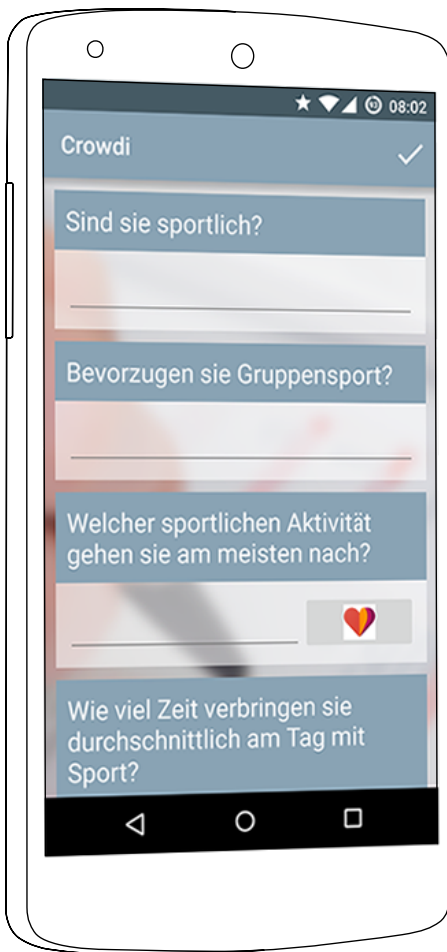 08:02
Crowdi
Sind sie sportlich?
Bevorzugen sie Gruppensport?
Welcher sportlichen Aktivität
gehen sie am meisten nach?
Wie viel Zeit verbringen sie
durchschnittlich am Tag mit
Sport?